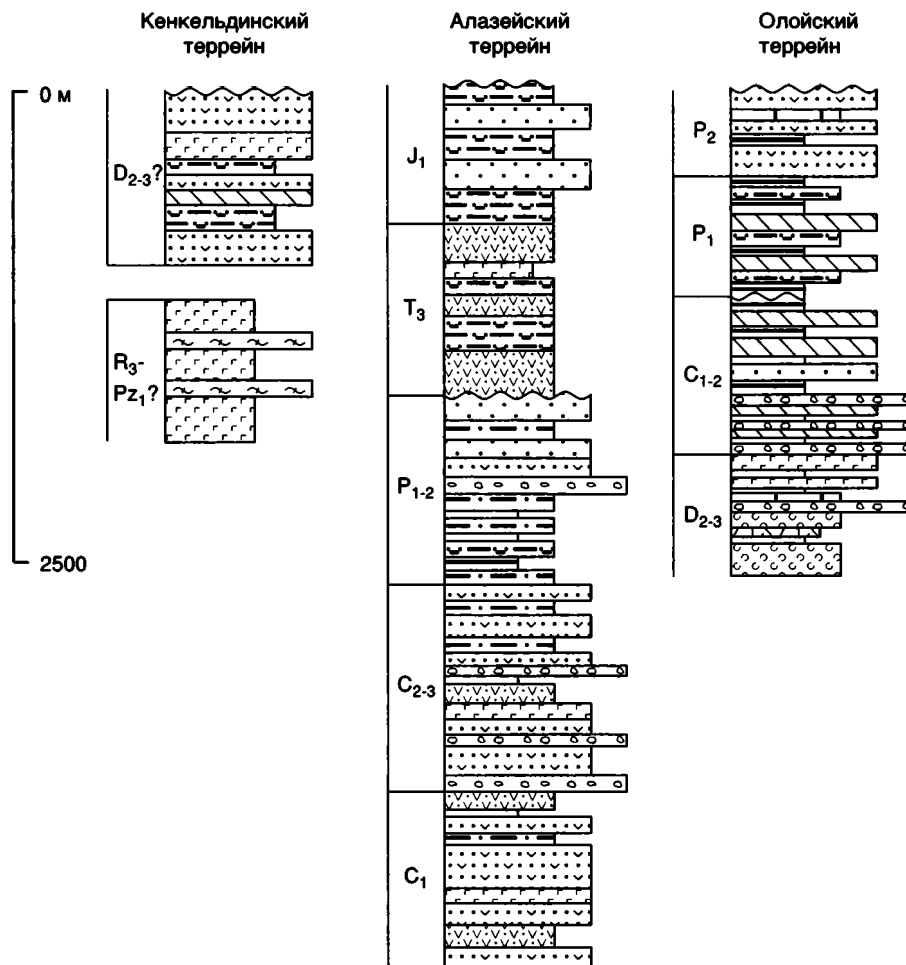 Кенкельдинский
террейн
Алазейский
террейн
Олойский
террейн
0 м
2500
D2-3?
R3-
Pz1?
J1
T3
P1-2
C2-3
C1
P2
P1
C1-2
D2-3